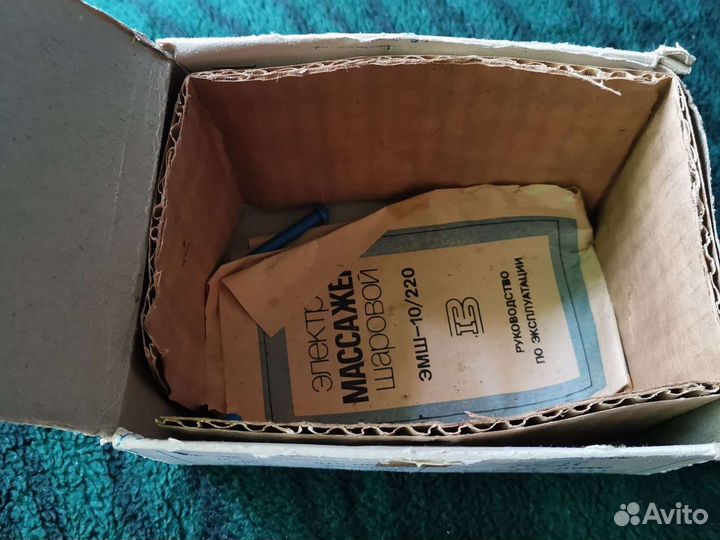 электр
МАССАЖЕ
шаровой
ЭМШ-10/220
РУКОВОДСТВО
ПО ЭКСПЛУАТАЦИИ
Avito